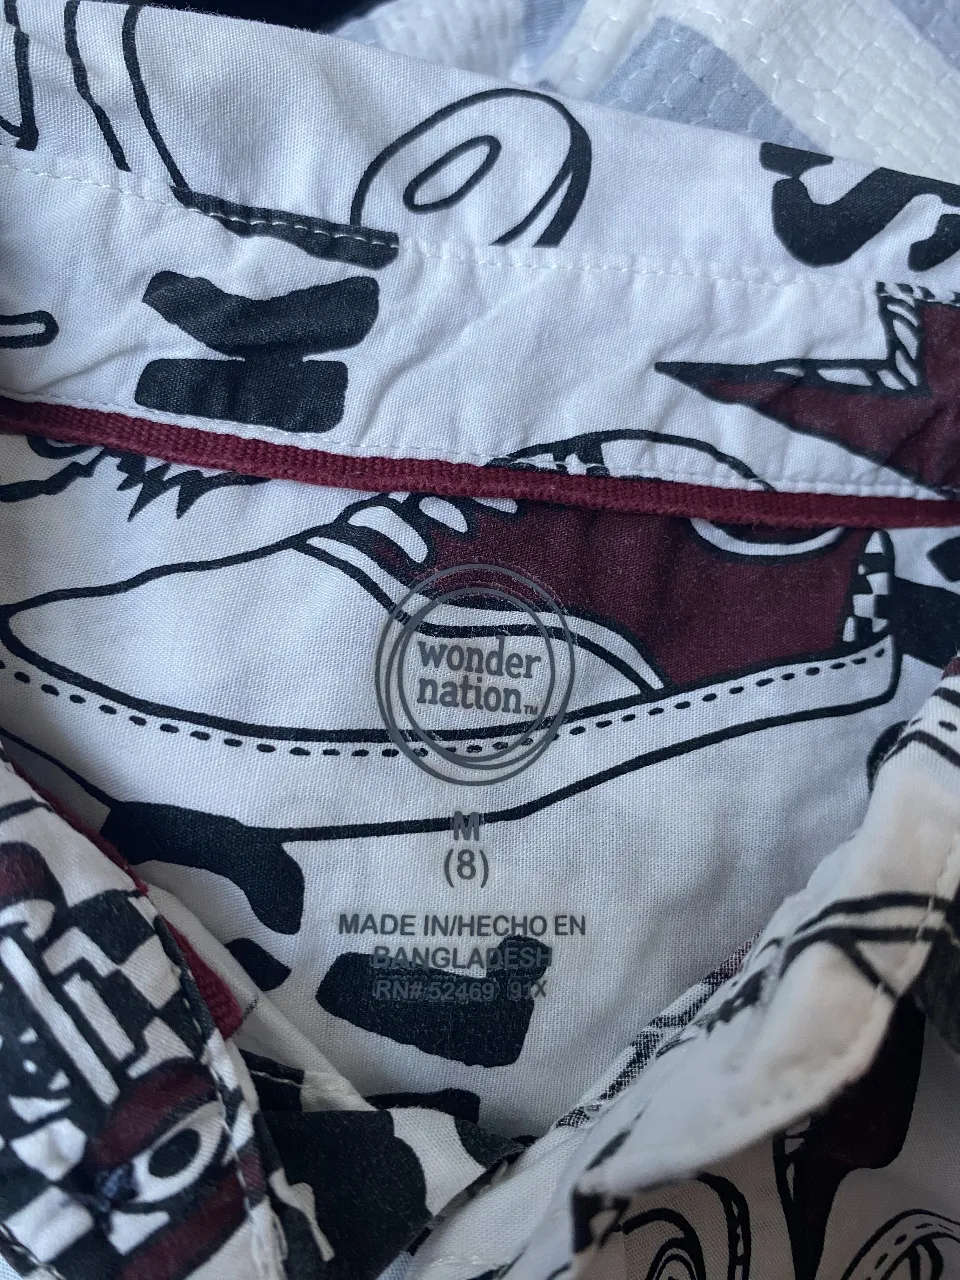 wonder
nation™
M
(8)
MADE IN/HECHO EN
BANGLADESH
RN# 52469 91X